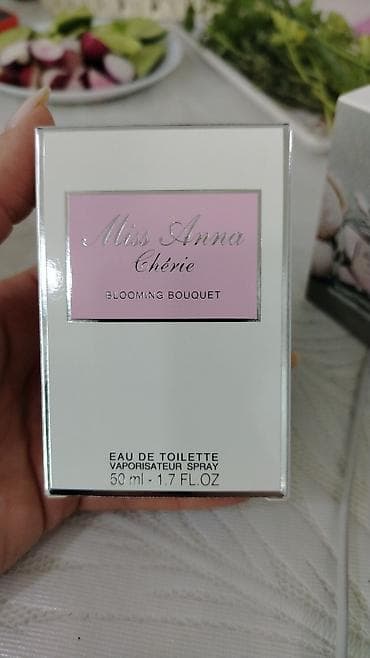 Miss Anna
Chérie
BLOOMING BOUQUET
EAU DE TOILETTE
VAPORISATEUR SPRAY
50 ml - 1.7 FL.OZ